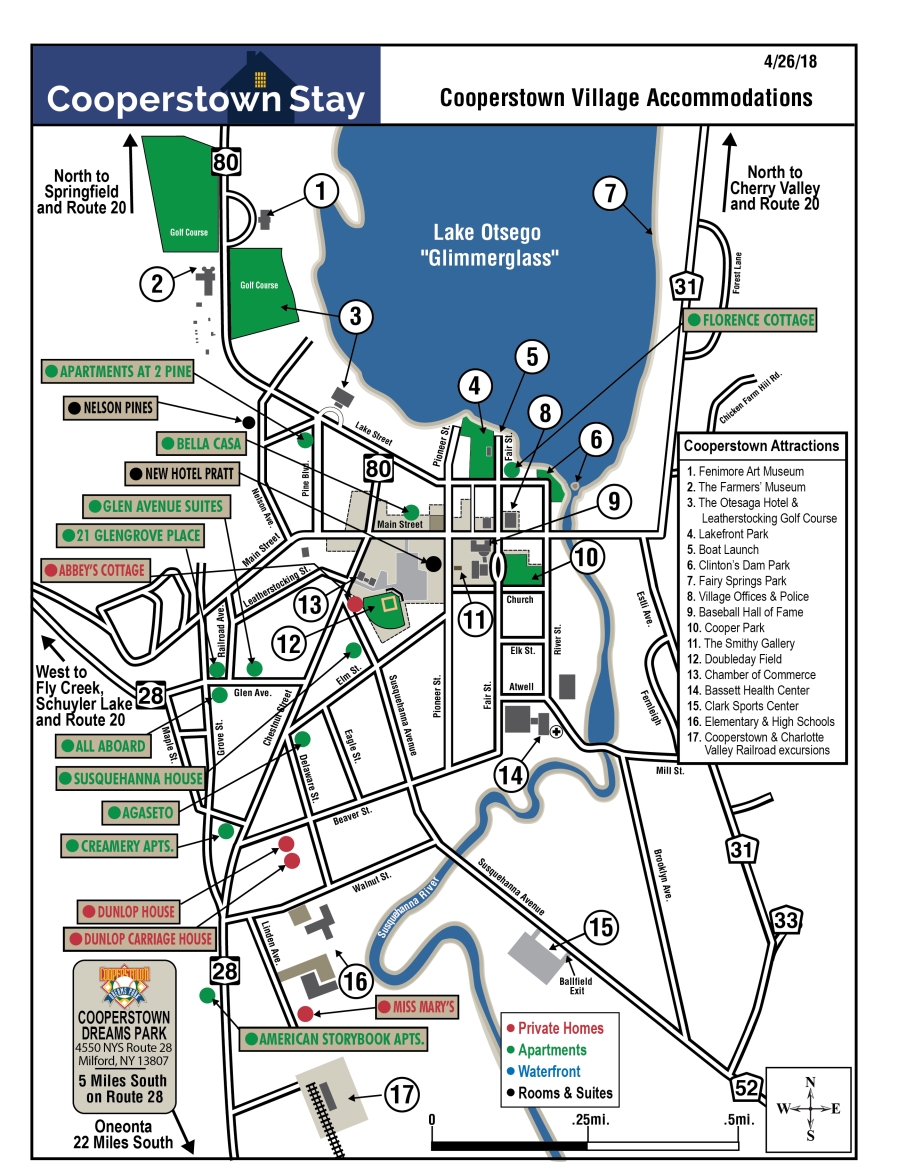 4/26/18
Cooperstown Stay
Cooperstown Village Accommodations
North to
Springfield
and Route 20
80
1
7
North to
Cherry Valley
and Route 20
Golf Course
Lake Otsego
"Glimmerglass"
2
Golf Course
3
31
Forest Lane
FLORENCE COTTAGE
APARTMENTS AT 2 PINE
NELSON PINES
BELLA CASA
NEW HOTEL PRATT
GLEN AVENUE SUITES
21 GLENGROVE PLACE
ABBEY'S COTTAGE
4
5
8
6
9
10
11
12
13
Lake Street
Pioneer St.
Fair St.
Chicken Farm Hill Rd.
Pine Blvd.
80
Nelson Ave.
Main Street
Main Street
Leatherstocking St.
Railroad Ave.
Church
Elk St.
River St.
Atwell
Estli Ave.
Fernleigh
Cooperstown Attractions
1. Fenimore Art Museum
2. The Farmers' Museum
3. The Otesaga Hotel &
Leatherstocking Golf Course
4. Lakefront Park
5. Boat Launch
6. Clinton's Dam Park
7. Fairy Springs Park
8. Village Offices & Police
9. Baseball Hall of Fame
10. Cooper Park
11. The Smithy Gallery
12. Doubleday Field
13. Chamber of Commerce
14. Bassett Health Center
15. Clark Sports Center
16. Elementary & High Schools
17. Cooperstown & Charlotte
Valley Railroad excursions
West to
Fly Creek,
Schuyler Lake
and Route 20
28
Glen Ave.
Elm St.
Chestnut Street
Susquehanna Avenue
Pioneer St.
Fair St.
Maple St.
Grove St.
Delaware St.
Eagle St.
Beaver St.
14
Mill St.
ALL ABOARD
SUSQUEHANNA HOUSE
AGASETO
CREAMERY APTS.
DUNLOP HOUSE
DUNLOP CARRIAGE HOUSE
Walnut St.
Linden Ave.
Susquehanna River
Susquehanna Avenue
Brooklyn Ave.
31
33
15
Ballfield
Exit
16
28
MISS MARY'S
AMERICAN STORYBOOK APTS.
COOPERSTOWN
DREAMS PARK
COOPERSTOWN
DREAMS PARK
4550 NYS Route 28
Milford, NY 13807
5 Miles South
on Route 28
Oneonta
22 Miles South
17
Private Homes
Apartments
Waterfront
Rooms & Suites
52
0
.25mi.
.5mi.
N
W
E
S